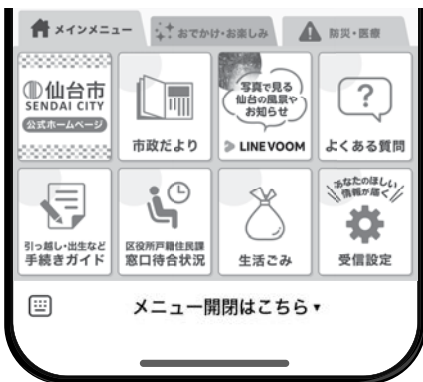 メインメニュー
おでかけ・お楽しみ
防災・医療
仙台市
SENDAI CITY
公式ホームページ
市政だより
写真で見る
仙台の風景や
お知らせ
LINE VOOM
?
よくある質問
引っ越し・出生など
手続きガイド
区役所戸籍住民課
窓口待合状況
生活ごみ
あなたのほしい
情報が届く
受信設定
メニュー開閉はこちら▼